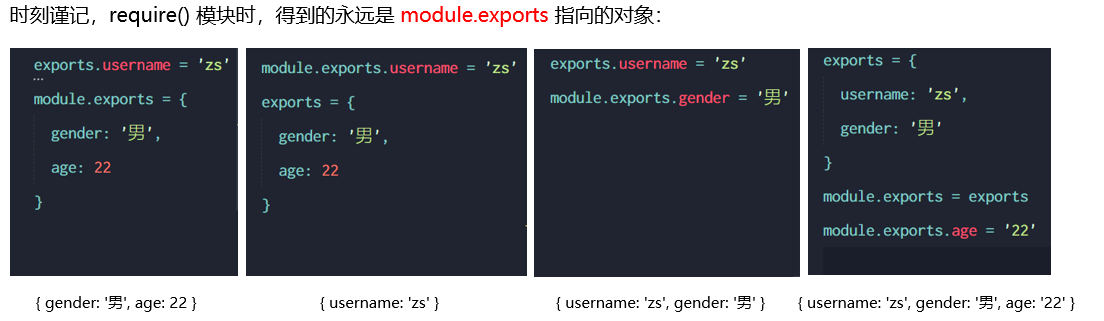 时刻谨记，require() 模块时，得到的永远是 module.exports 指向的对象：
exports.username = 'zs'
module.exports = {
gender: '男',
age: 22
}
module.exports.username = 'zs'
exports = {
gender: '男',
age: 22
}
exports.username = 'zs'
module.exports.gender = '男'
exports = {
username: 'zs',
gender: '男'
}
module.exports = exports
module.exports.age = '22'
{ gender: '男', age: 22 }
{ username: 'zs' }
{ username: 'zs', gender: '男' }
{ username: 'zs', gender: '男', age: '22' }